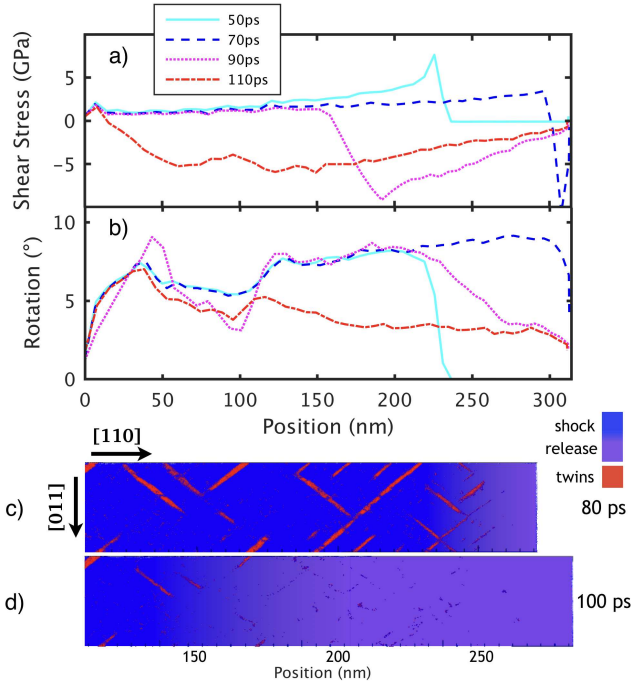 50ps
70ps
90ps
110ps
a)
Shear Stress (GPa)
5
0
−5
b)
Rotation (°)
10
5
0
0 50 100 150 200 250 300
Position (nm)
[110]
shock
release
twins
c)
[011]
80 ps
d)
100 ps
150 200 250
Position (nm)